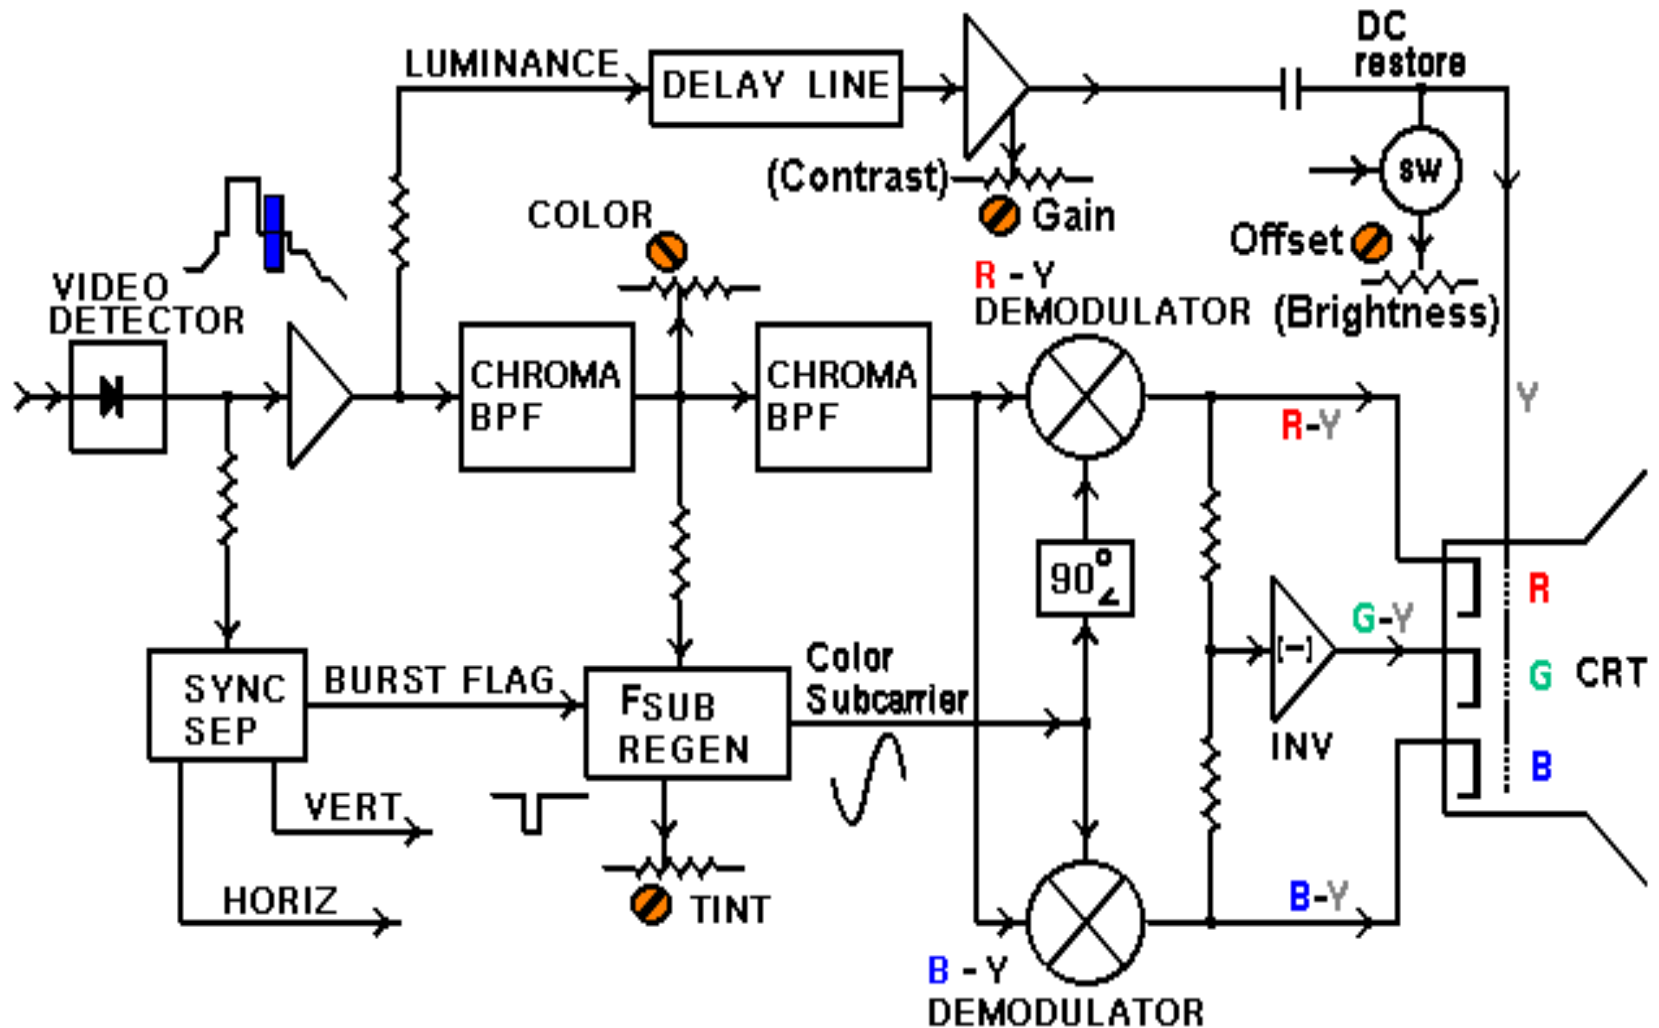 LUMINANCE
DELAY LINE
DC
restore
(Contrast)
Gain
SW
Offset
(Brightness)
COLOR
VIDEO
DETECTOR
CHROMA
BPF
CHROMA
BPF
R - Y
DEMODULATOR
R-Y
Y
90°∠
G-Y
[-]
INV
R
G
B
CRT
SYNC
SEP
BURST FLAG
FSUB
REGEN
Color
Subcarrier
VERT
HORIZ
TINT
B-Y
B - Y
DEMODULATOR